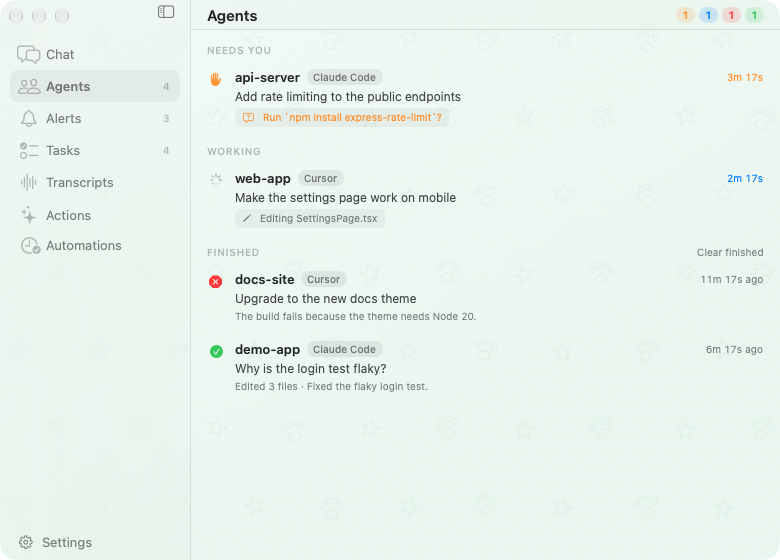 Chat
Agents 4
Alerts 3
Tasks 4
Transcripts
Actions
Automations
Settings
Agents 1 1 1 1
NEEDS YOU
api-server Claude Code 3m 17s
Add rate limiting to the public endpoints
Run `npm install express-rate-limit`?
WORKING
web-app Cursor 2m 17s
Make the settings page work on mobile
Editing SettingsPage.tsx
FINISHED Clear finished
docs-site Cursor 11m 17s ago
Upgrade to the new docs theme
The build fails because the theme needs Node 20.
demo-app Claude Code 6m 17s ago
Why is the login test flaky?
Edited 3 files · Fixed the flaky login test.